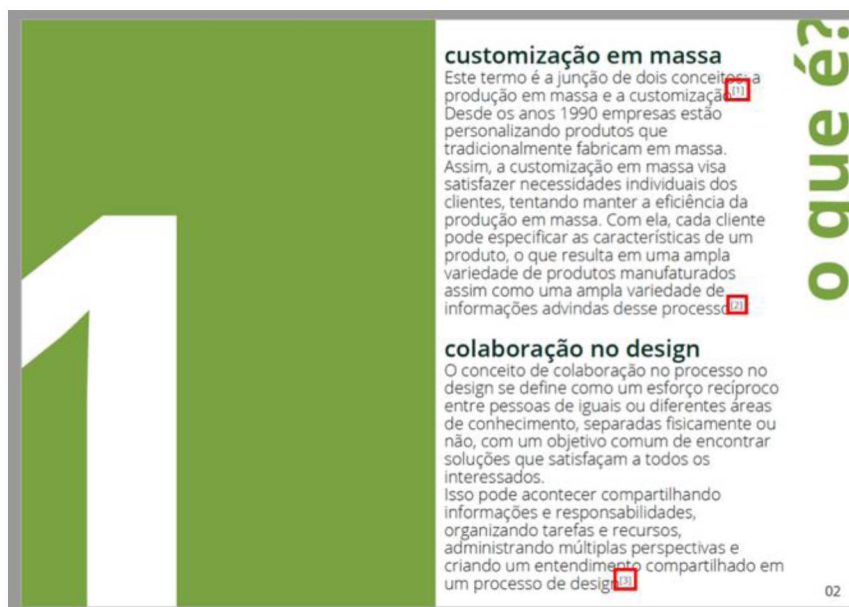 1
customização em massa
Este termo é a junção de dois conceitos: a
produção em massa e a customização [1]
Desde os anos 1990 empresas estão
personalizando produtos que
tradicionalmente fabricam em massa.
Assim, a customização em massa visa
satisfazer necessidades individuais dos
clientes, tentando manter a eficiência da
produção em massa. Com ela, cada cliente
pode especificar as características de um
produto, o que resulta em uma ampla
variedade de produtos manufaturados
assim como uma ampla variedade de
informações advindas desse processo [2]
colaboração no design
O conceito de colaboração no processo no
design se define como um esforço recíproco
entre pessoas de iguais ou diferentes áreas
de conhecimento, separadas fisicamente ou
não, com um objetivo comum de encontrar
soluções que satisfaçam a todos os
interessados.
Isso pode acontecer compartilhando
informações e responsabilidades,
organizando tarefas e recursos,
administrando múltiplas perspectivas e
criando um entendimento compartilhado em
um processo de design [3]
o que é?
02